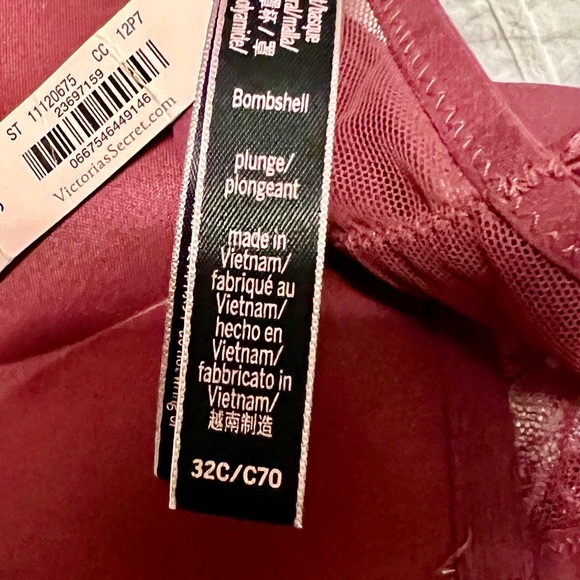 ST 11120675 CC 12P7
23697159
0667546449146
VictoriasSecret.com
Bombshell
plunge/
plongeant
made in
Vietnam/
fabriqué au
Vietnam/
hecho en
Vietnam/
fabbricato in
Vietnam/
越南制造
32C/C70